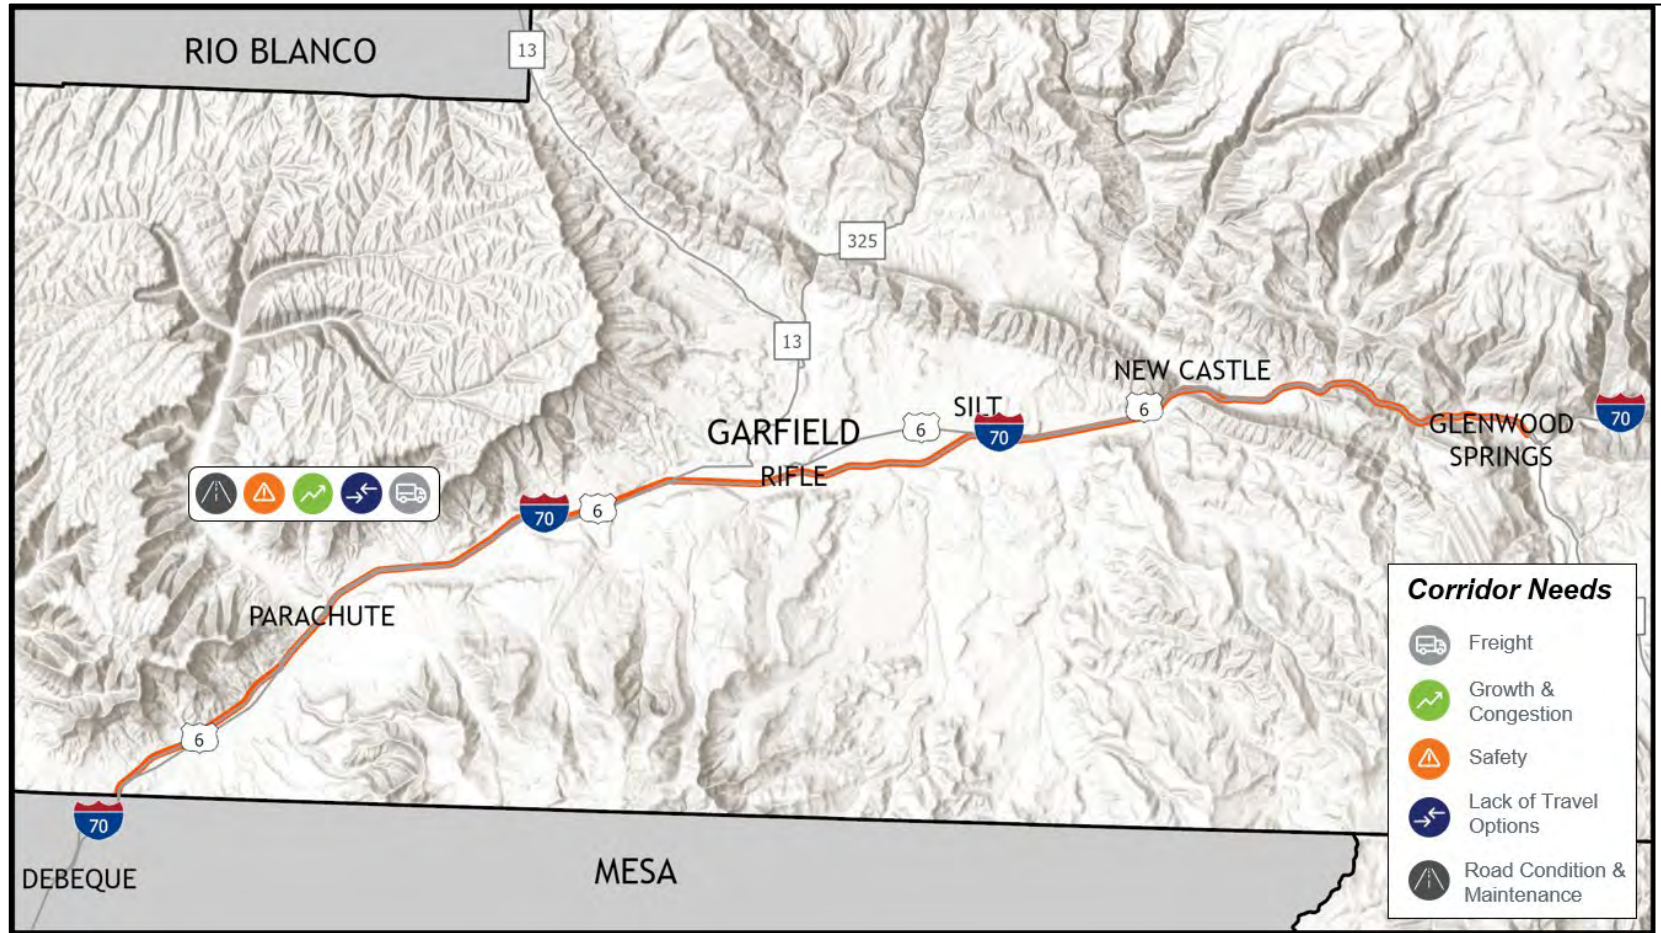 RIO BLANCO
13
325
13
NEW CASTLE
6
SILT
70
70
GARFIELD
6
GLENWOOD
SPRINGS
RIFLE
70
6
PARACHUTE
6
70
DEBEQUE
MESA
Corridor Needs
Freight
Growth &
Congestion
Safety
Lack of Travel
Options
Road Condition &
Maintenance